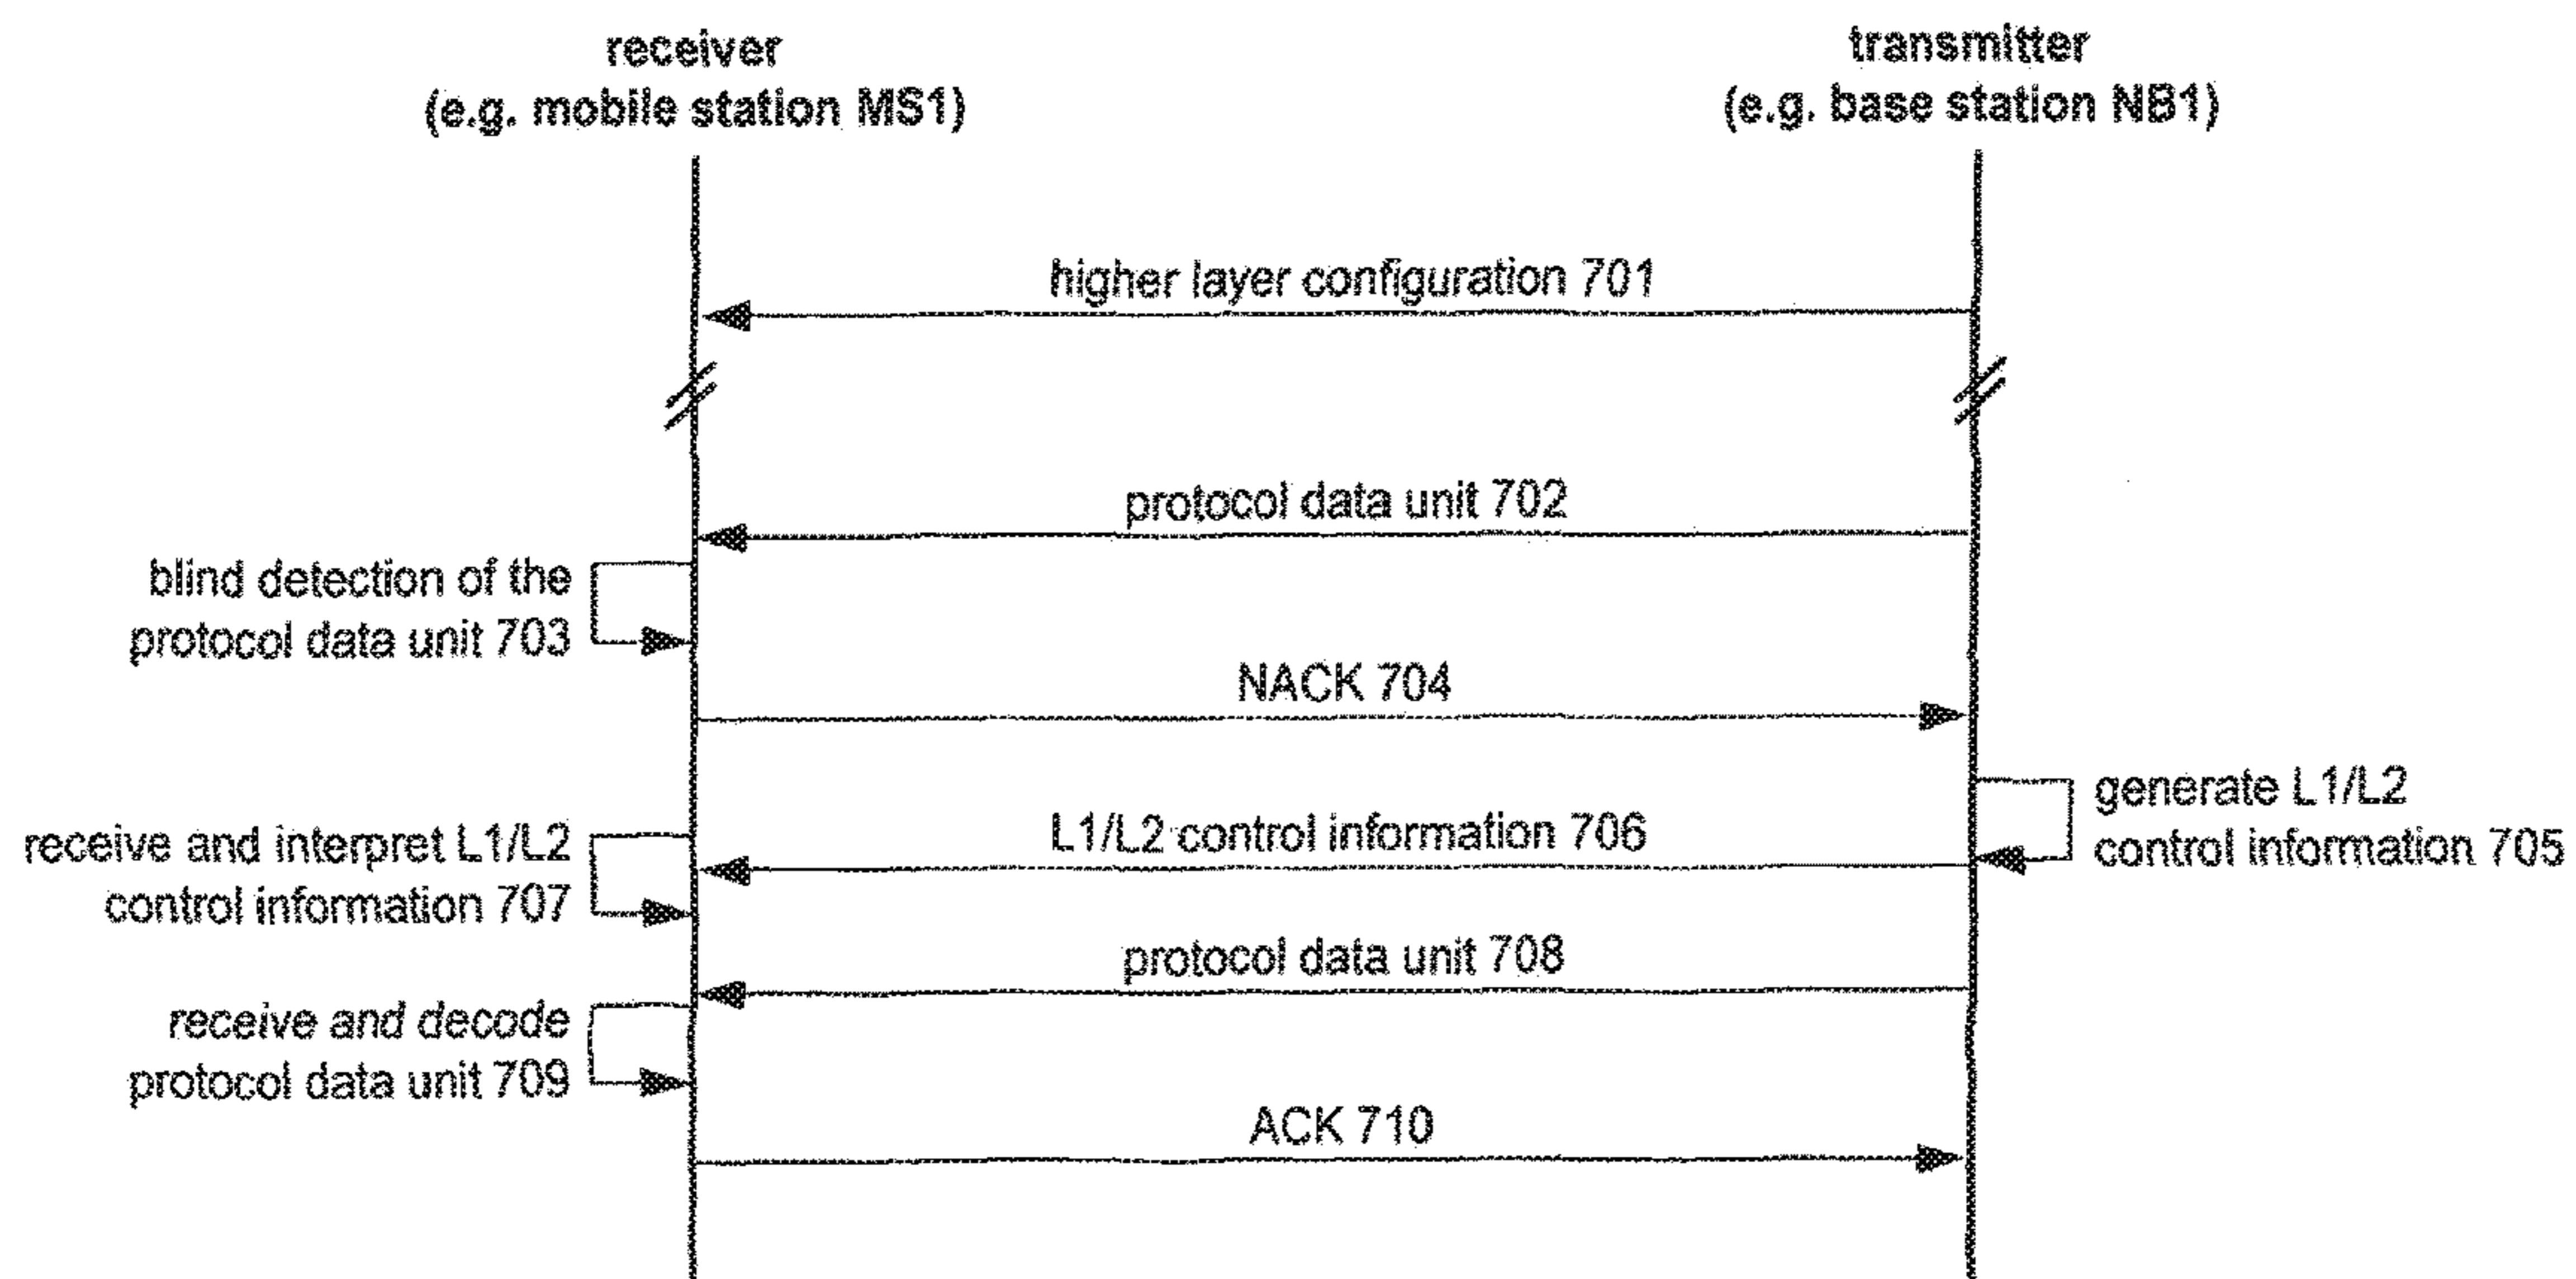 receiver
(e.g. mobile station MS1)
transmitter
(e.g. base station NB1)
higher layer configuration 701
protocol data unit 702
blind detection of the
protocol data unit 703
NACK 704
generate L1/L2
control information 705
L1/L2 control information 706
receive and interpret L1/L2
control information 707
protocol data unit 708
receive and decode
protocol data unit 709
ACK 710